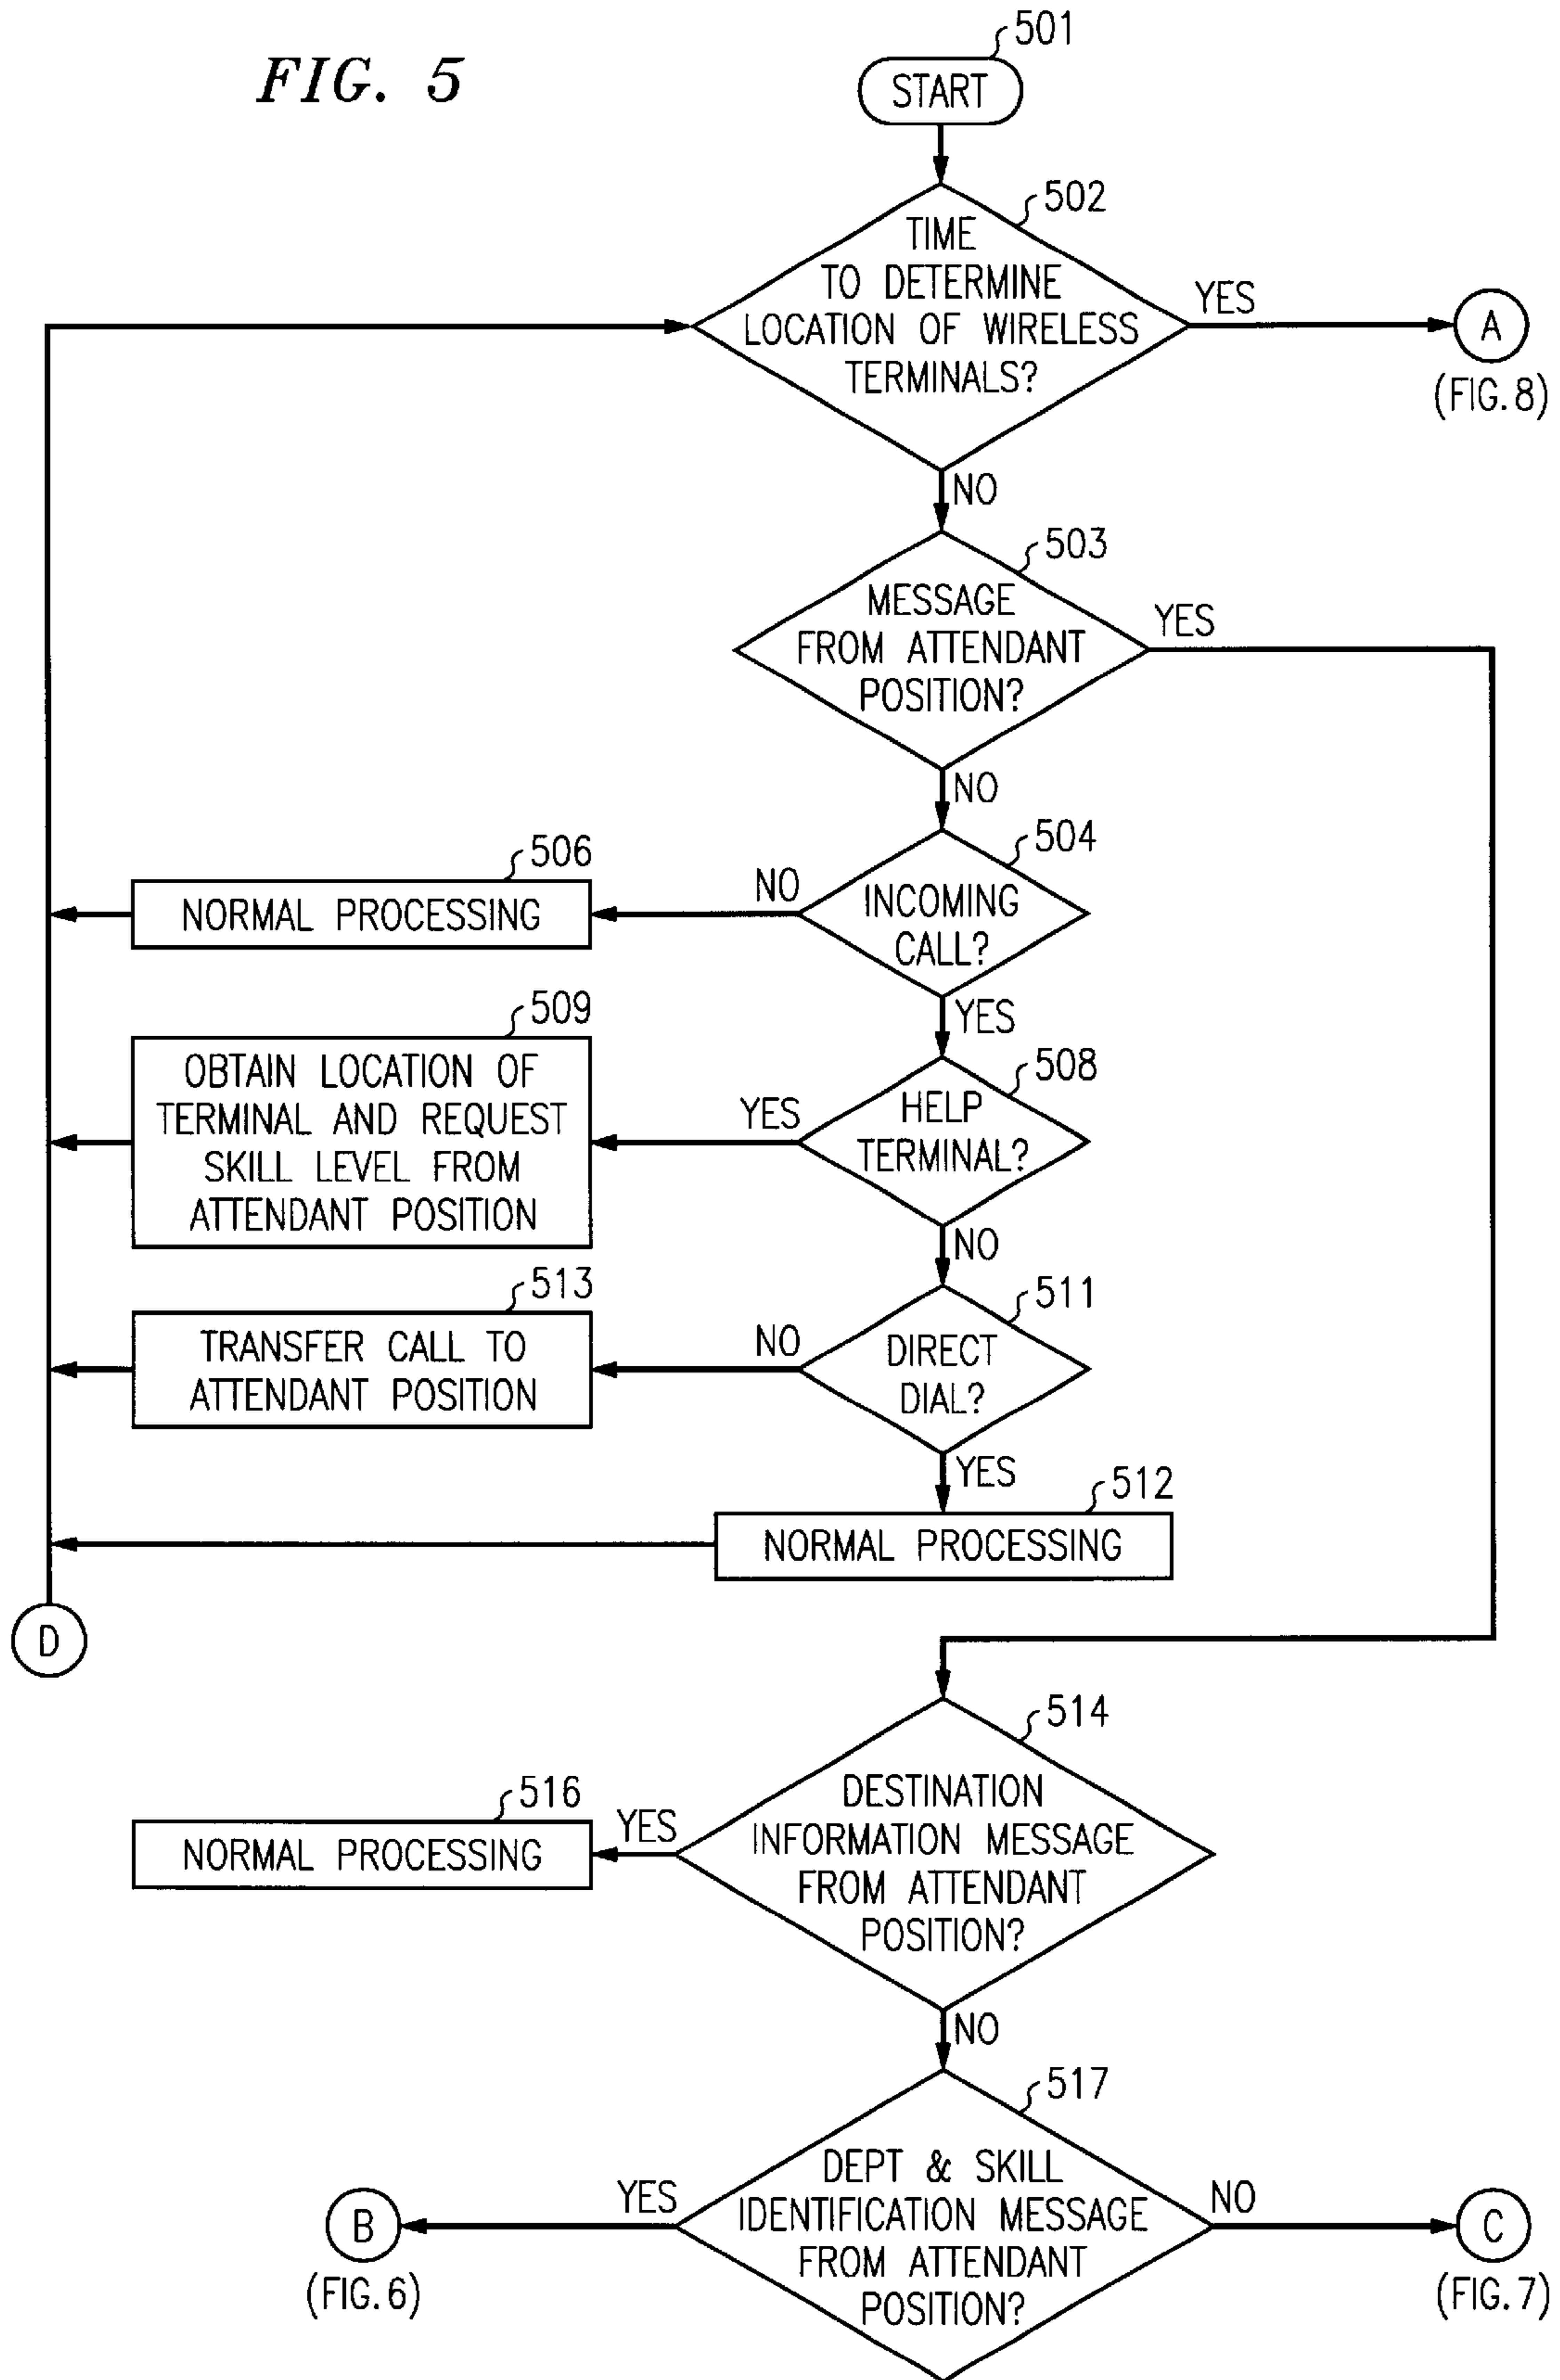 FIG. 5
501
START
502
TIME
TO DETERMINE
LOCATION OF WIRELESS
TERMINALS?
YES
A
(FIG. 8)
NO
503
MESSAGE
FROM ATTENDANT
POSITION?
YES
NO
504
INCOMING
CALL?
NO
506
NORMAL PROCESSING
YES
508
HELP
TERMINAL?
YES
509
OBTAIN LOCATION OF
TERMINAL AND REQUEST
SKILL LEVEL FROM
ATTENDANT POSITION
NO
511
DIRECT
DIAL?
NO
513
TRANSFER CALL TO
ATTENDANT POSITION
YES
512
NORMAL PROCESSING
D
514
DESTINATION
INFORMATION MESSAGE
FROM ATTENDANT
POSITION?
YES
516
NORMAL PROCESSING
NO
517
DEPT & SKILL
IDENTIFICATION MESSAGE
FROM ATTENDANT
POSITION?
YES
B
(FIG. 6)
NO
C
(FIG. 7)